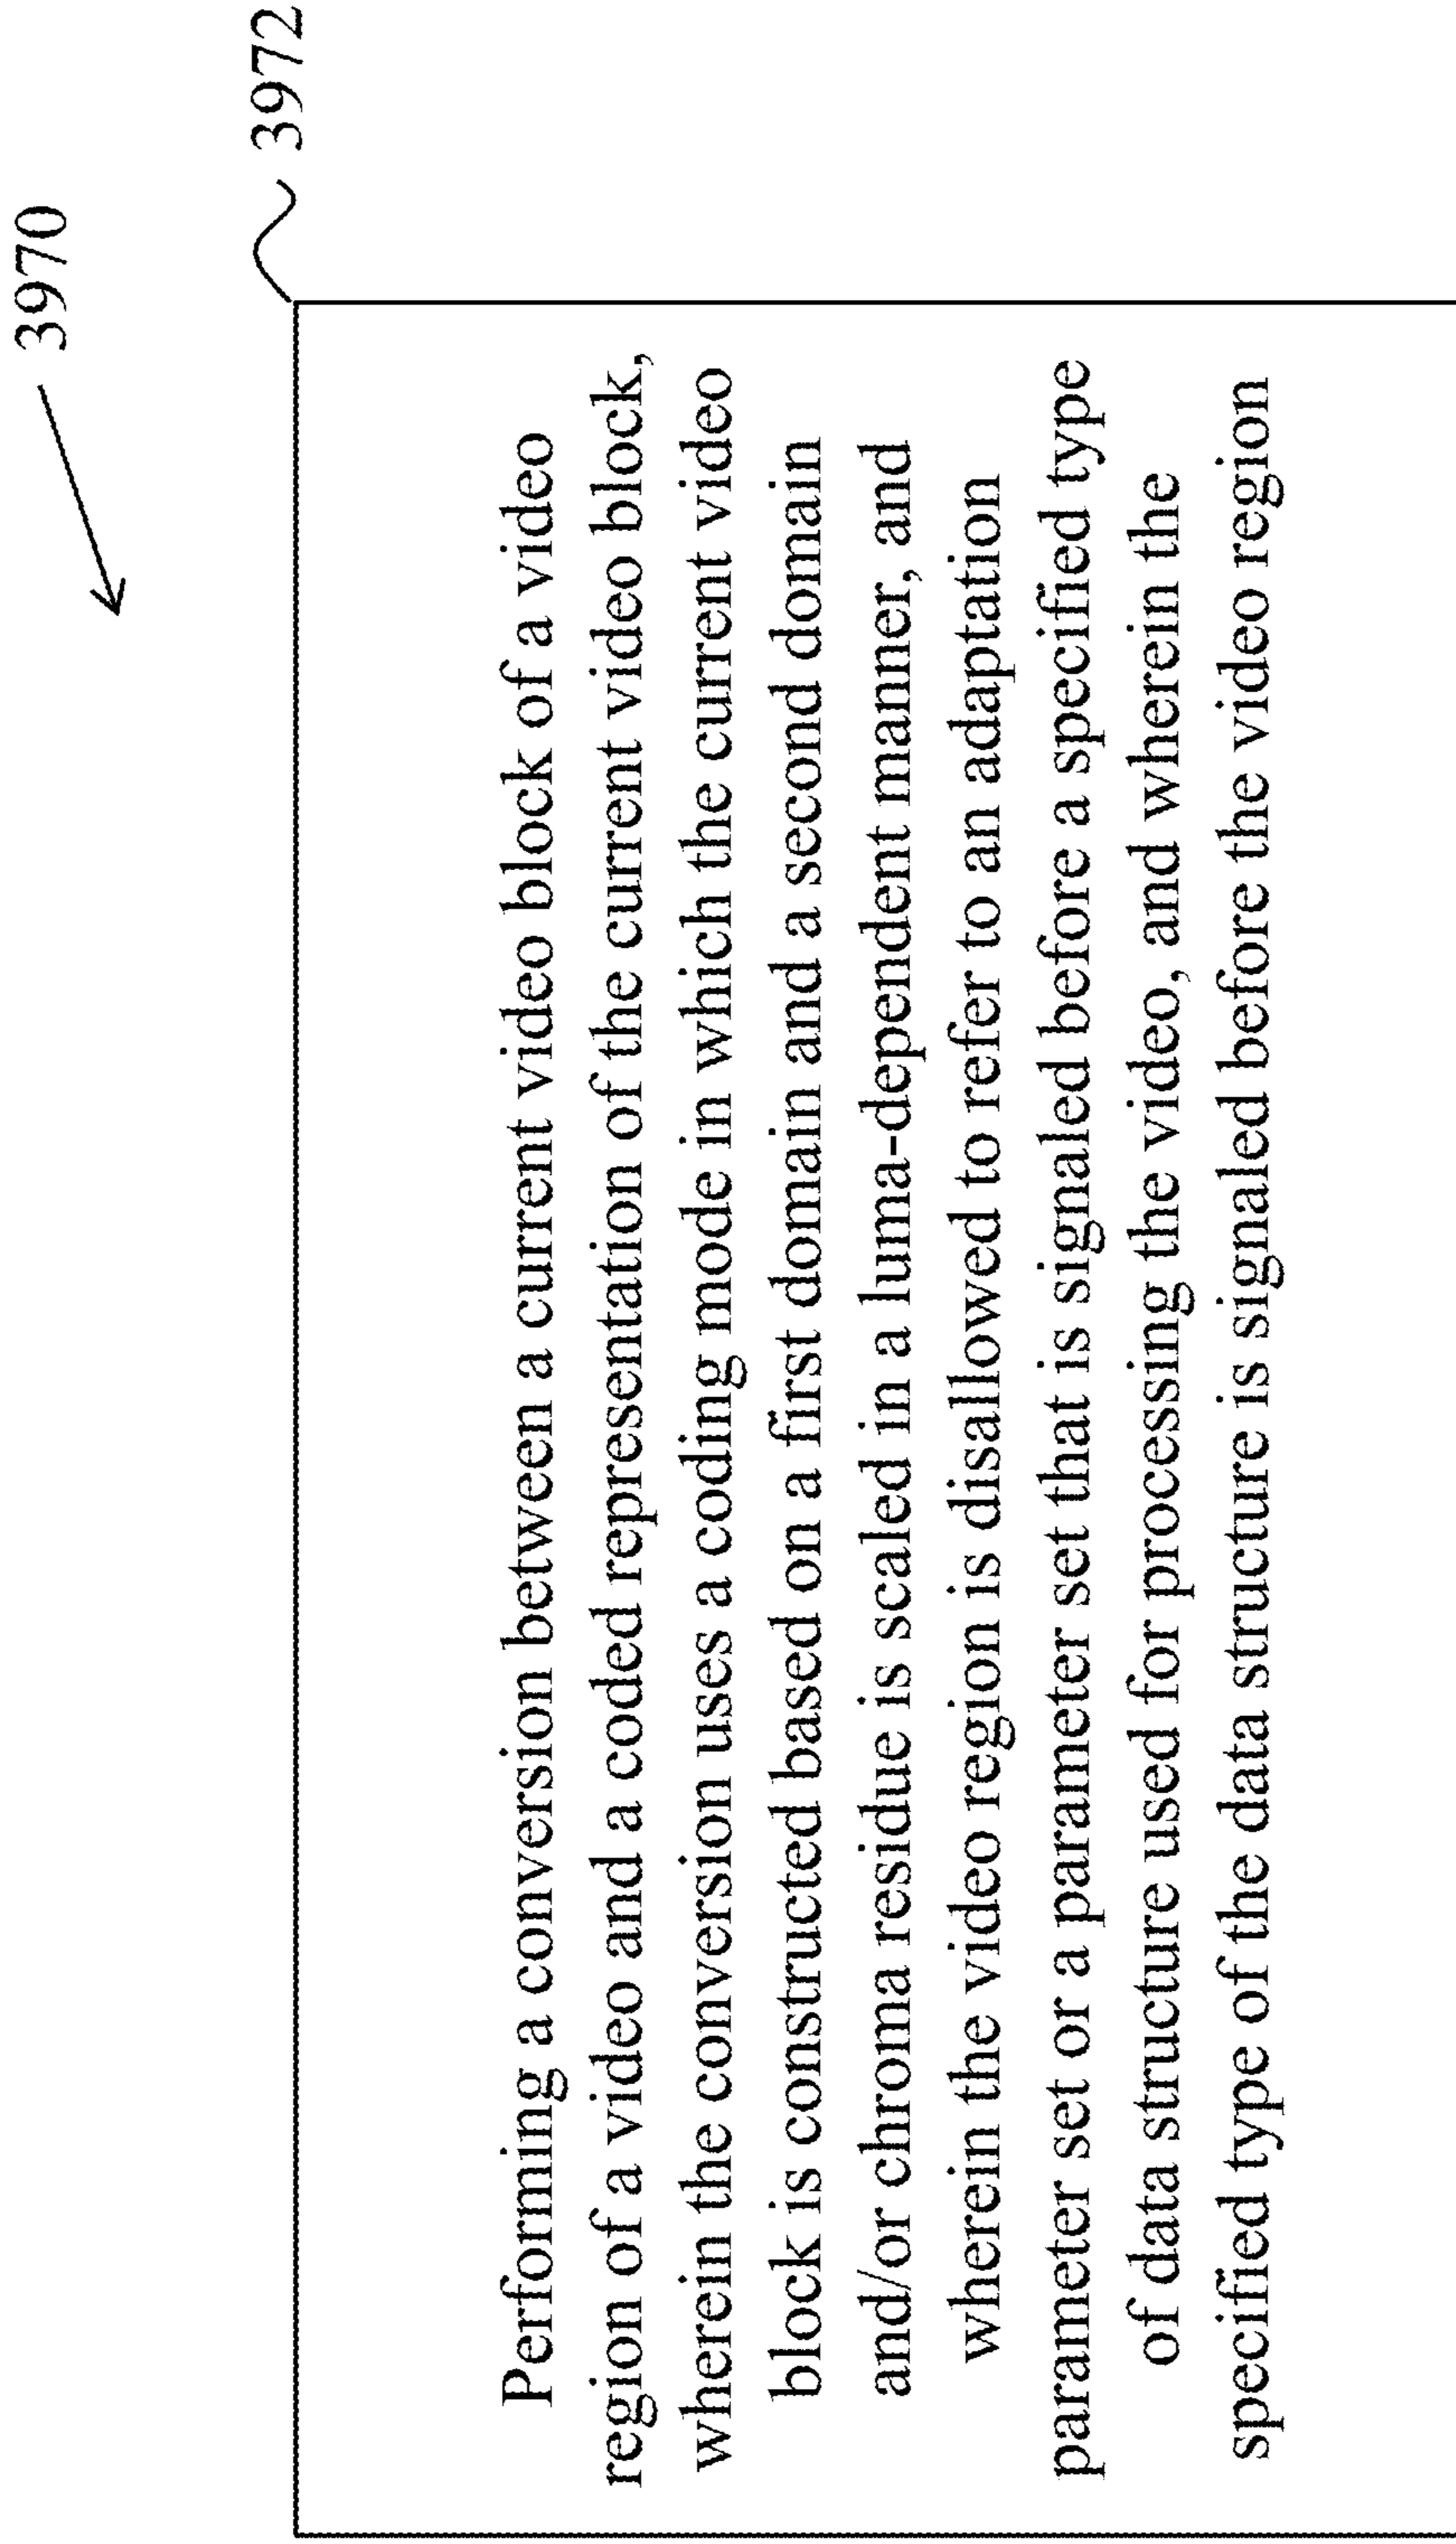 3970
3972
Performing a conversion between a current video block of a video
region of a video and a coded representation of the current video block,
wherein the conversion uses a coding mode in which the current video
block is constructed based on a first domain and a second domain
and/or chroma residue is scaled in a luma-dependent manner, and
wherein the video region is disallowed to refer to an adaptation
parameter set or a parameter set that is signaled before a specified type
of data structure used for processing the video, and wherein the
specified type of the data structure is signaled before the video region